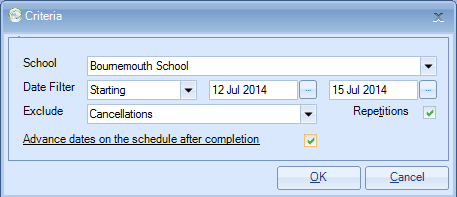 Criteria
School Bournemouth School
Date Filter Starting 12 Jul 2014 ... 15 Jul 2014 ...
Exclude Cancellations Repetitions
Advance dates on the schedule after completion
OK Cancel